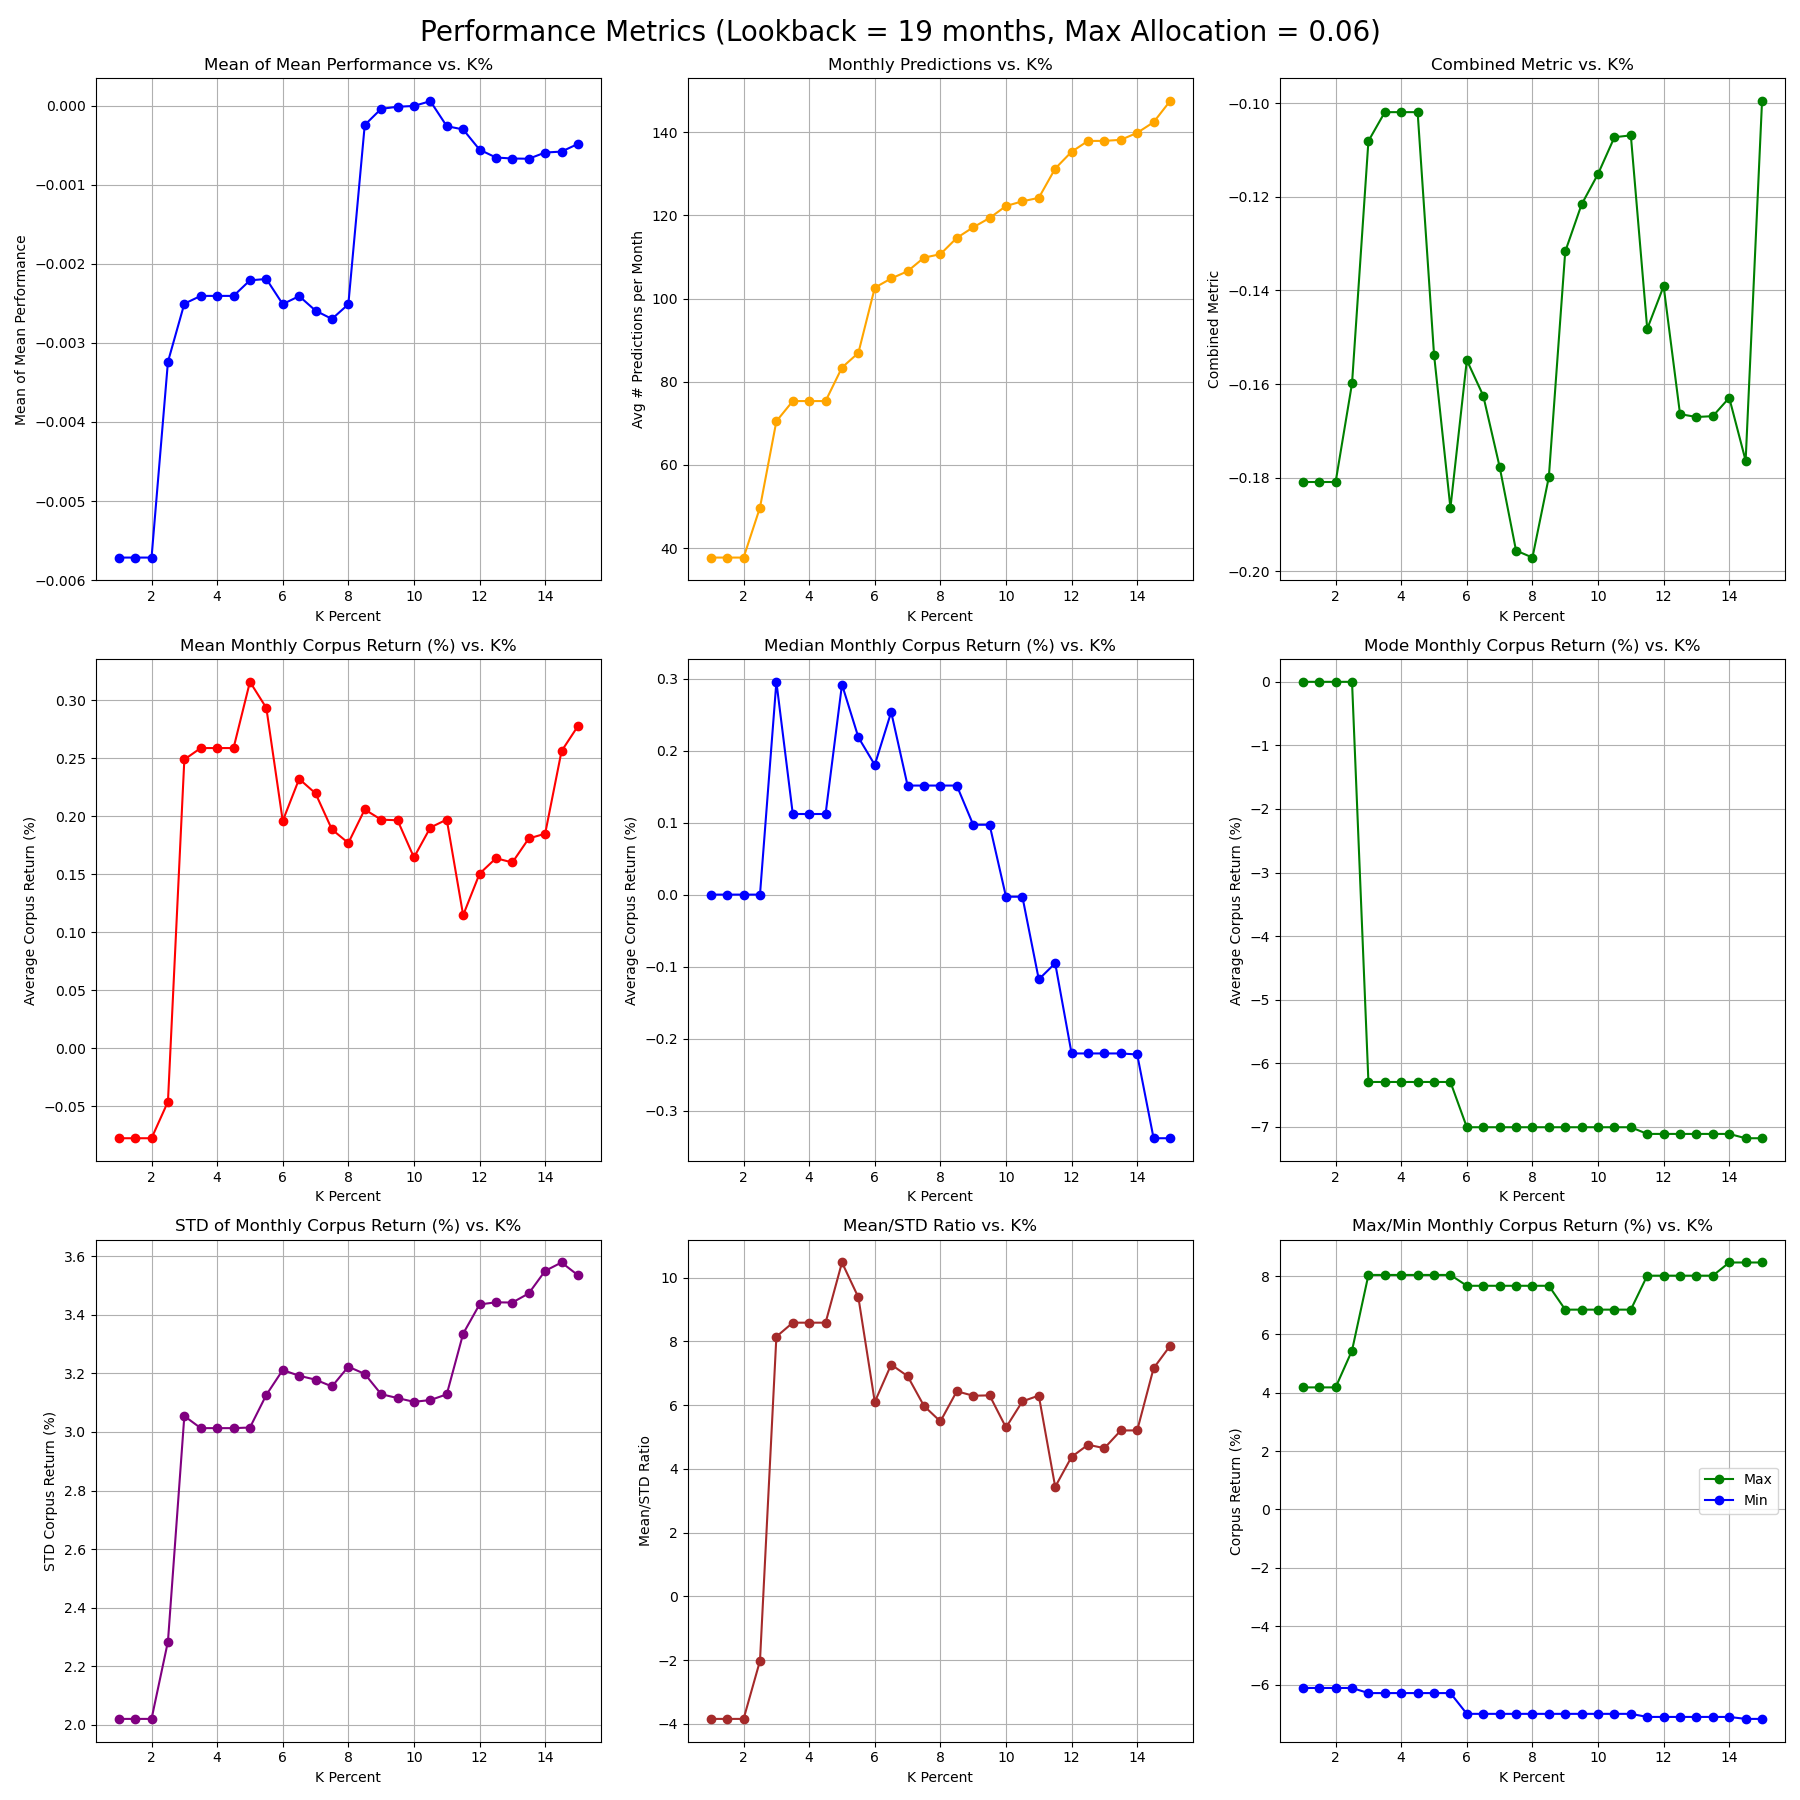 Performance Metrics (Lookback = 19 months, Max Allocation = 0.06)
Mean of Mean Performance vs. K%
Mean of Mean Performance
0.000
−0.001
−0.002
−0.003
−0.004
−0.005
−0.006
2 4 6 8 10 12 14
K Percent
Monthly Predictions vs. K%
Avg # Predictions per Month
140
120
100
80
60
40
2 4 6 8 10 12 14
K Percent
Combined Metric vs. K%
Combined Metric
−0.10
−0.12
−0.14
−0.16
−0.18
−0.20
2 4 6 8 10 12 14
K Percent
Mean Monthly Corpus Return (%) vs. K%
Average Corpus Return (%)
0.30
0.25
0.20
0.15
0.10
0.05
0.00
−0.05
2 4 6 8 10 12 14
K Percent
Median Monthly Corpus Return (%) vs. K%
Average Corpus Return (%)
0.3
0.2
0.1
0.0
−0.1
−0.2
−0.3
2 4 6 8 10 12 14
K Percent
Mode Monthly Corpus Return (%) vs. K%
Average Corpus Return (%)
0
−1
−2
−3
−4
−5
−6
−7
2 4 6 8 10 12 14
K Percent
STD of Monthly Corpus Return (%) vs. K%
STD Corpus Return (%)
3.6
3.4
3.2
3.0
2.8
2.6
2.4
2.2
2.0
2 4 6 8 10 12 14
K Percent
Mean/STD Ratio vs. K%
Mean/STD Ratio
10
8
6
4
2
0
−2
−4
2 4 6 8 10 12 14
K Percent
Max/Min Monthly Corpus Return (%) vs. K%
Corpus Return (%)
8
6
4
2
0
−2
−4
−6
Max
Min
2 4 6 8 10 12 14
K Percent